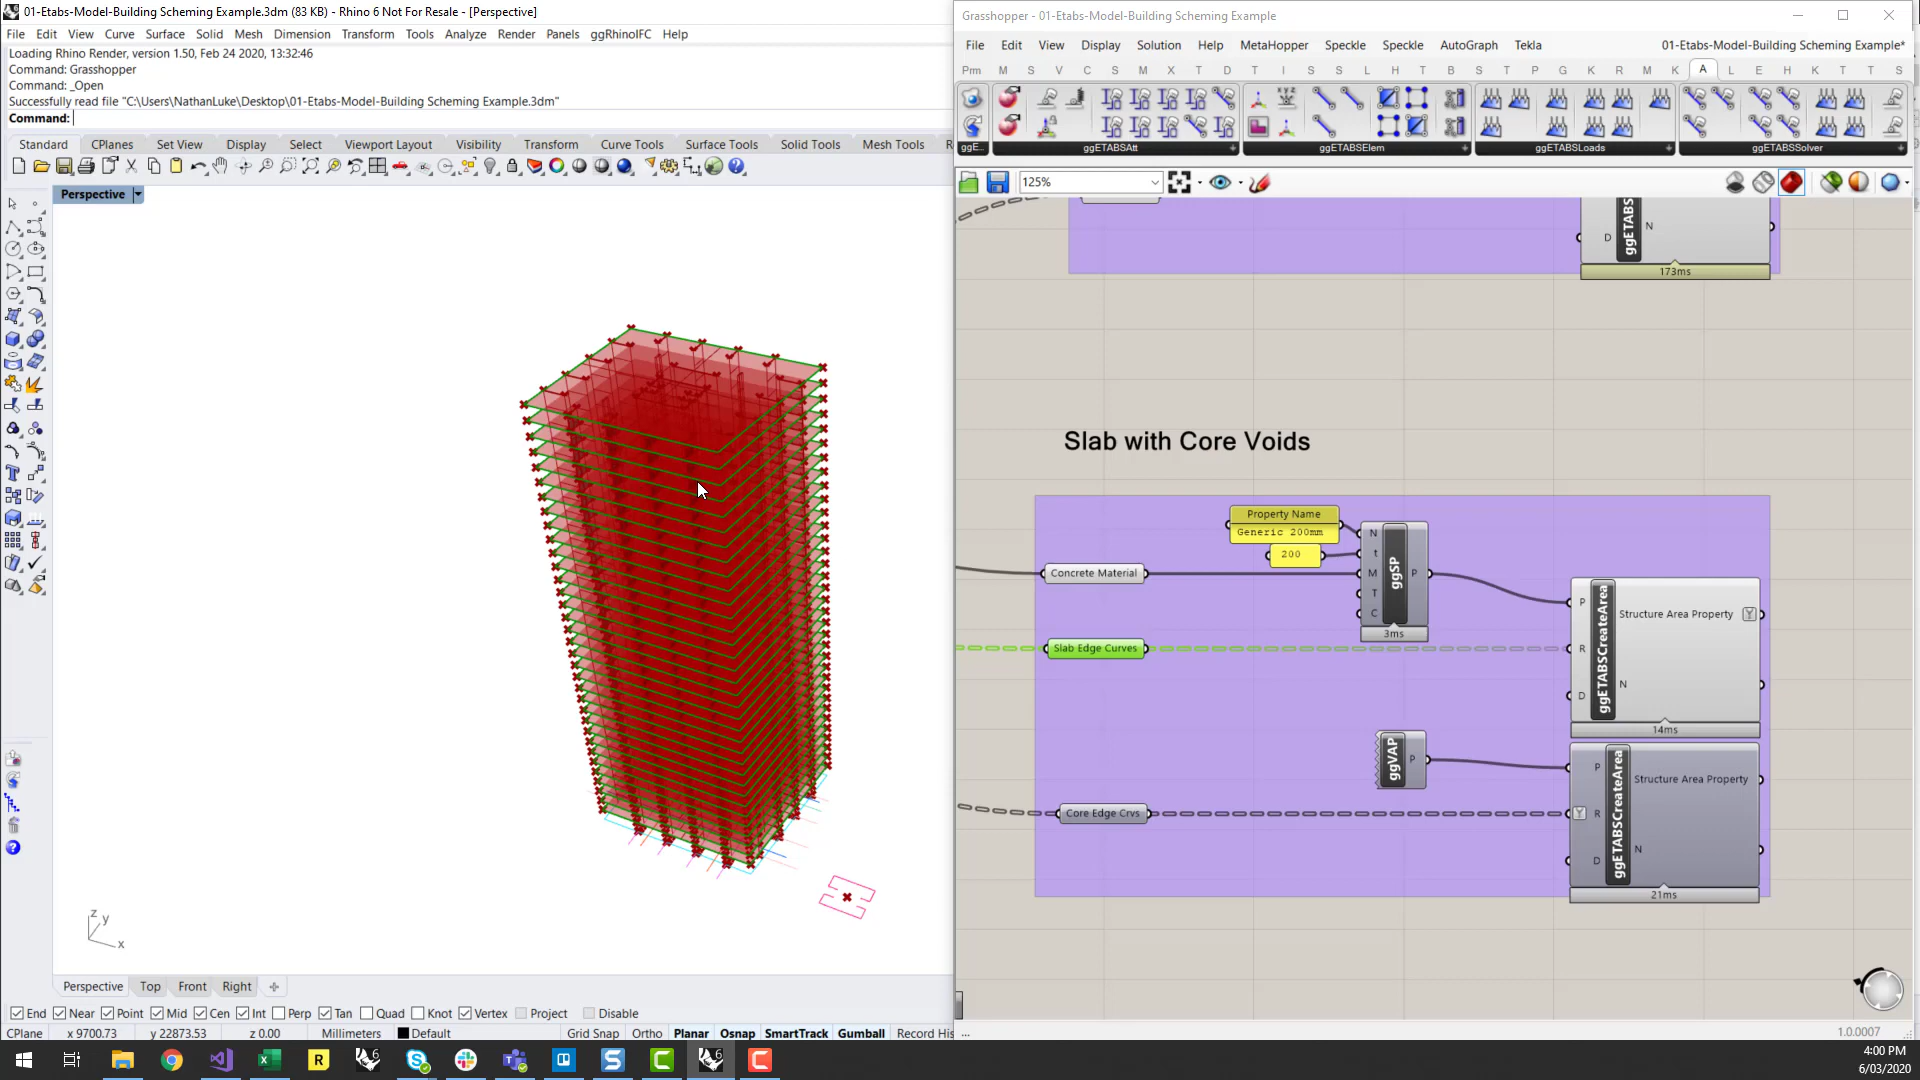 01-Etabs-Model-Building Scheming Example.3dm (83 KB) - Rhino 6 Not For Resale - [Perspective]
File Edit View Curve Surface Solid Mesh Dimension Transform Tools Analyze Render Panels ggRhinoIFC Help
Loading Rhino Render, version 1.50, Feb 24 2020, 13:32:46
Command: Grasshopper
Command: _Open
Successfully read file "C:\Users\NathanLuke\Desktop\01-Etabs-Model-Building Scheming Example.3dm"
Command:
Standard CPlanes Set View Display Select Viewport Layout Visibility Transform Curve Tools Surface Tools Solid Tools Mesh Tools R
Perspective
z
y
x
Perspective Top Front Right
End Near Point Mid Cen Int Perp Tan Quad Knot Vertex Project Disable
CPlane x 9700.73 y 22873.53 z 0.00 Millimeters Default Grid Snap Ortho Planar Osnap SmartTrack Gumball Record His
Grasshopper - 01-Etabs-Model-Building Scheming Example
File Edit View Display Solution Help MetaHopper Speckle Speckle AutoGraph Tekla 01-Etabs-Model-Building Scheming Example*
Pm M S V C S M X T D T I S S L H T B S T P G K R M K A L E H K T T S
ggE... ggETABSAtt ggETABSElem ggETABSLoads ggETABSSolver
125%
D ggETABS N
173ms
Slab with Core Voids
Property Name
Generic 200mm
200
Concrete Material
N
t
M
T
C
ggSP
P
3ms
Slab Edge Curves
P
R
D
ggETABSCreateArea
Structure Area Property
N
14ms
ggVAP
P
Core Edge Crvs
P
R
D
ggETABSCreateArea
Structure Area Property
N
21ms
...
1.0.0007
4:00 PM
6/03/2020